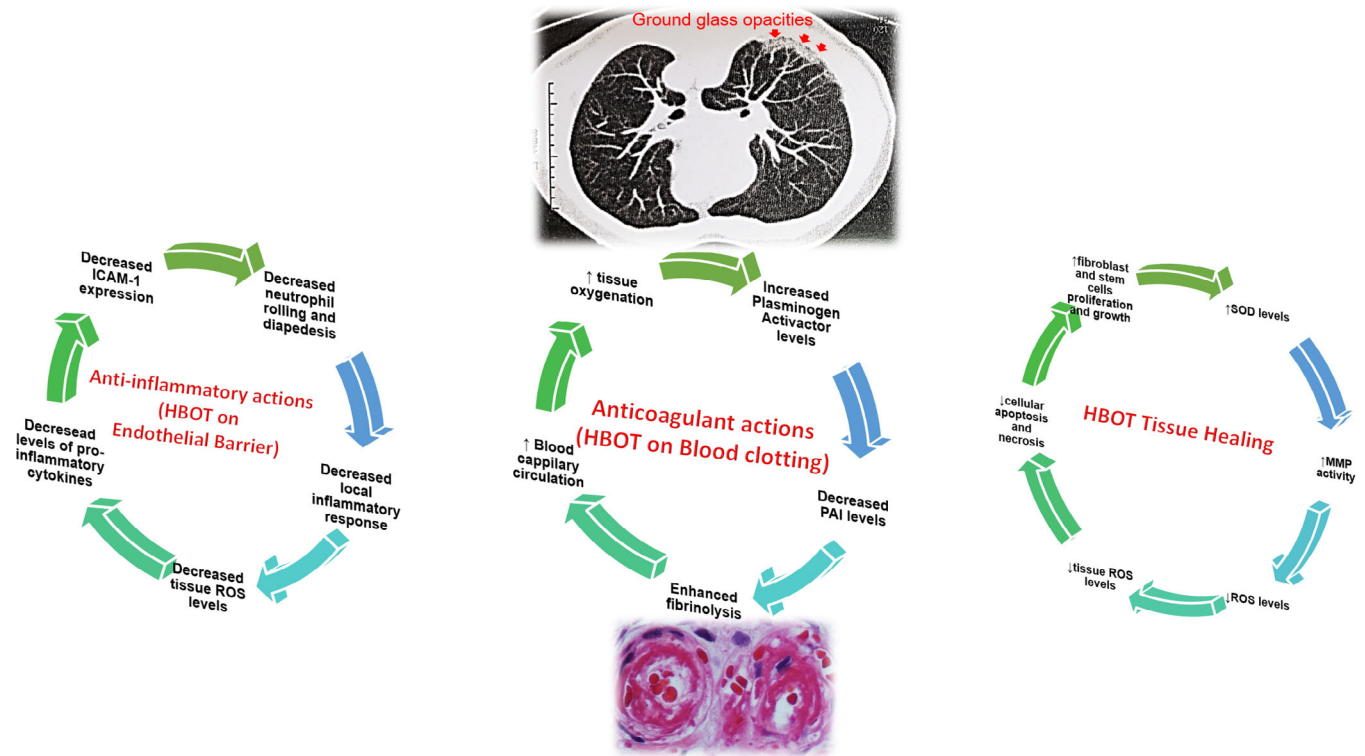 Ground glass opacities
Decreased
ICAM-1
expression
Decreased
neutrophil
rolling and
diapedesis
Decreased local
inflammatory
response
Decreased
tissue ROS
levels
Decresead
levels of pro-
inflammatory
cytokines
Anti-inflammatory actions
(HBOT on
Endothelial Barrier)
↑ tissue
oxygenation
Increased
Plasminogen
Activactor
levels
Decreased
PAI levels
Enhanced
fibrinolysis
↑ Blood
cappilary
circulation
Anticoagulant actions
(HBOT on Blood clotting)
↑fibroblast
and stem
cells
proliferation
and growth
↑SOD levels
↑MMP
activity
↓ROS levels
↓tissue ROS
levels
↓cellular
apoptosis
and
necrosis
HBOT Tissue Healing